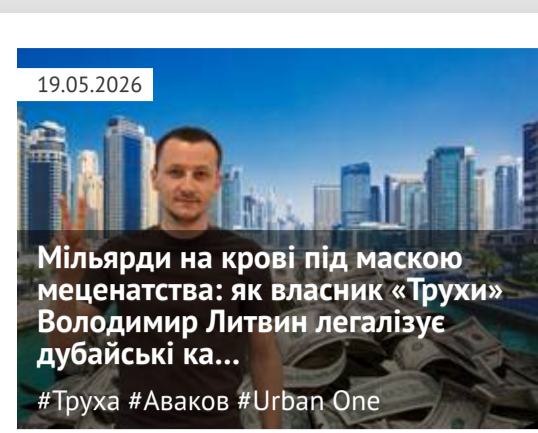 19.05.2026
Мільярди на крові під маскою
меценатства: як власник «Трухи»
Володимир Литвин легалізує
дубайські ка...
#Труха #Аваков #Urban One